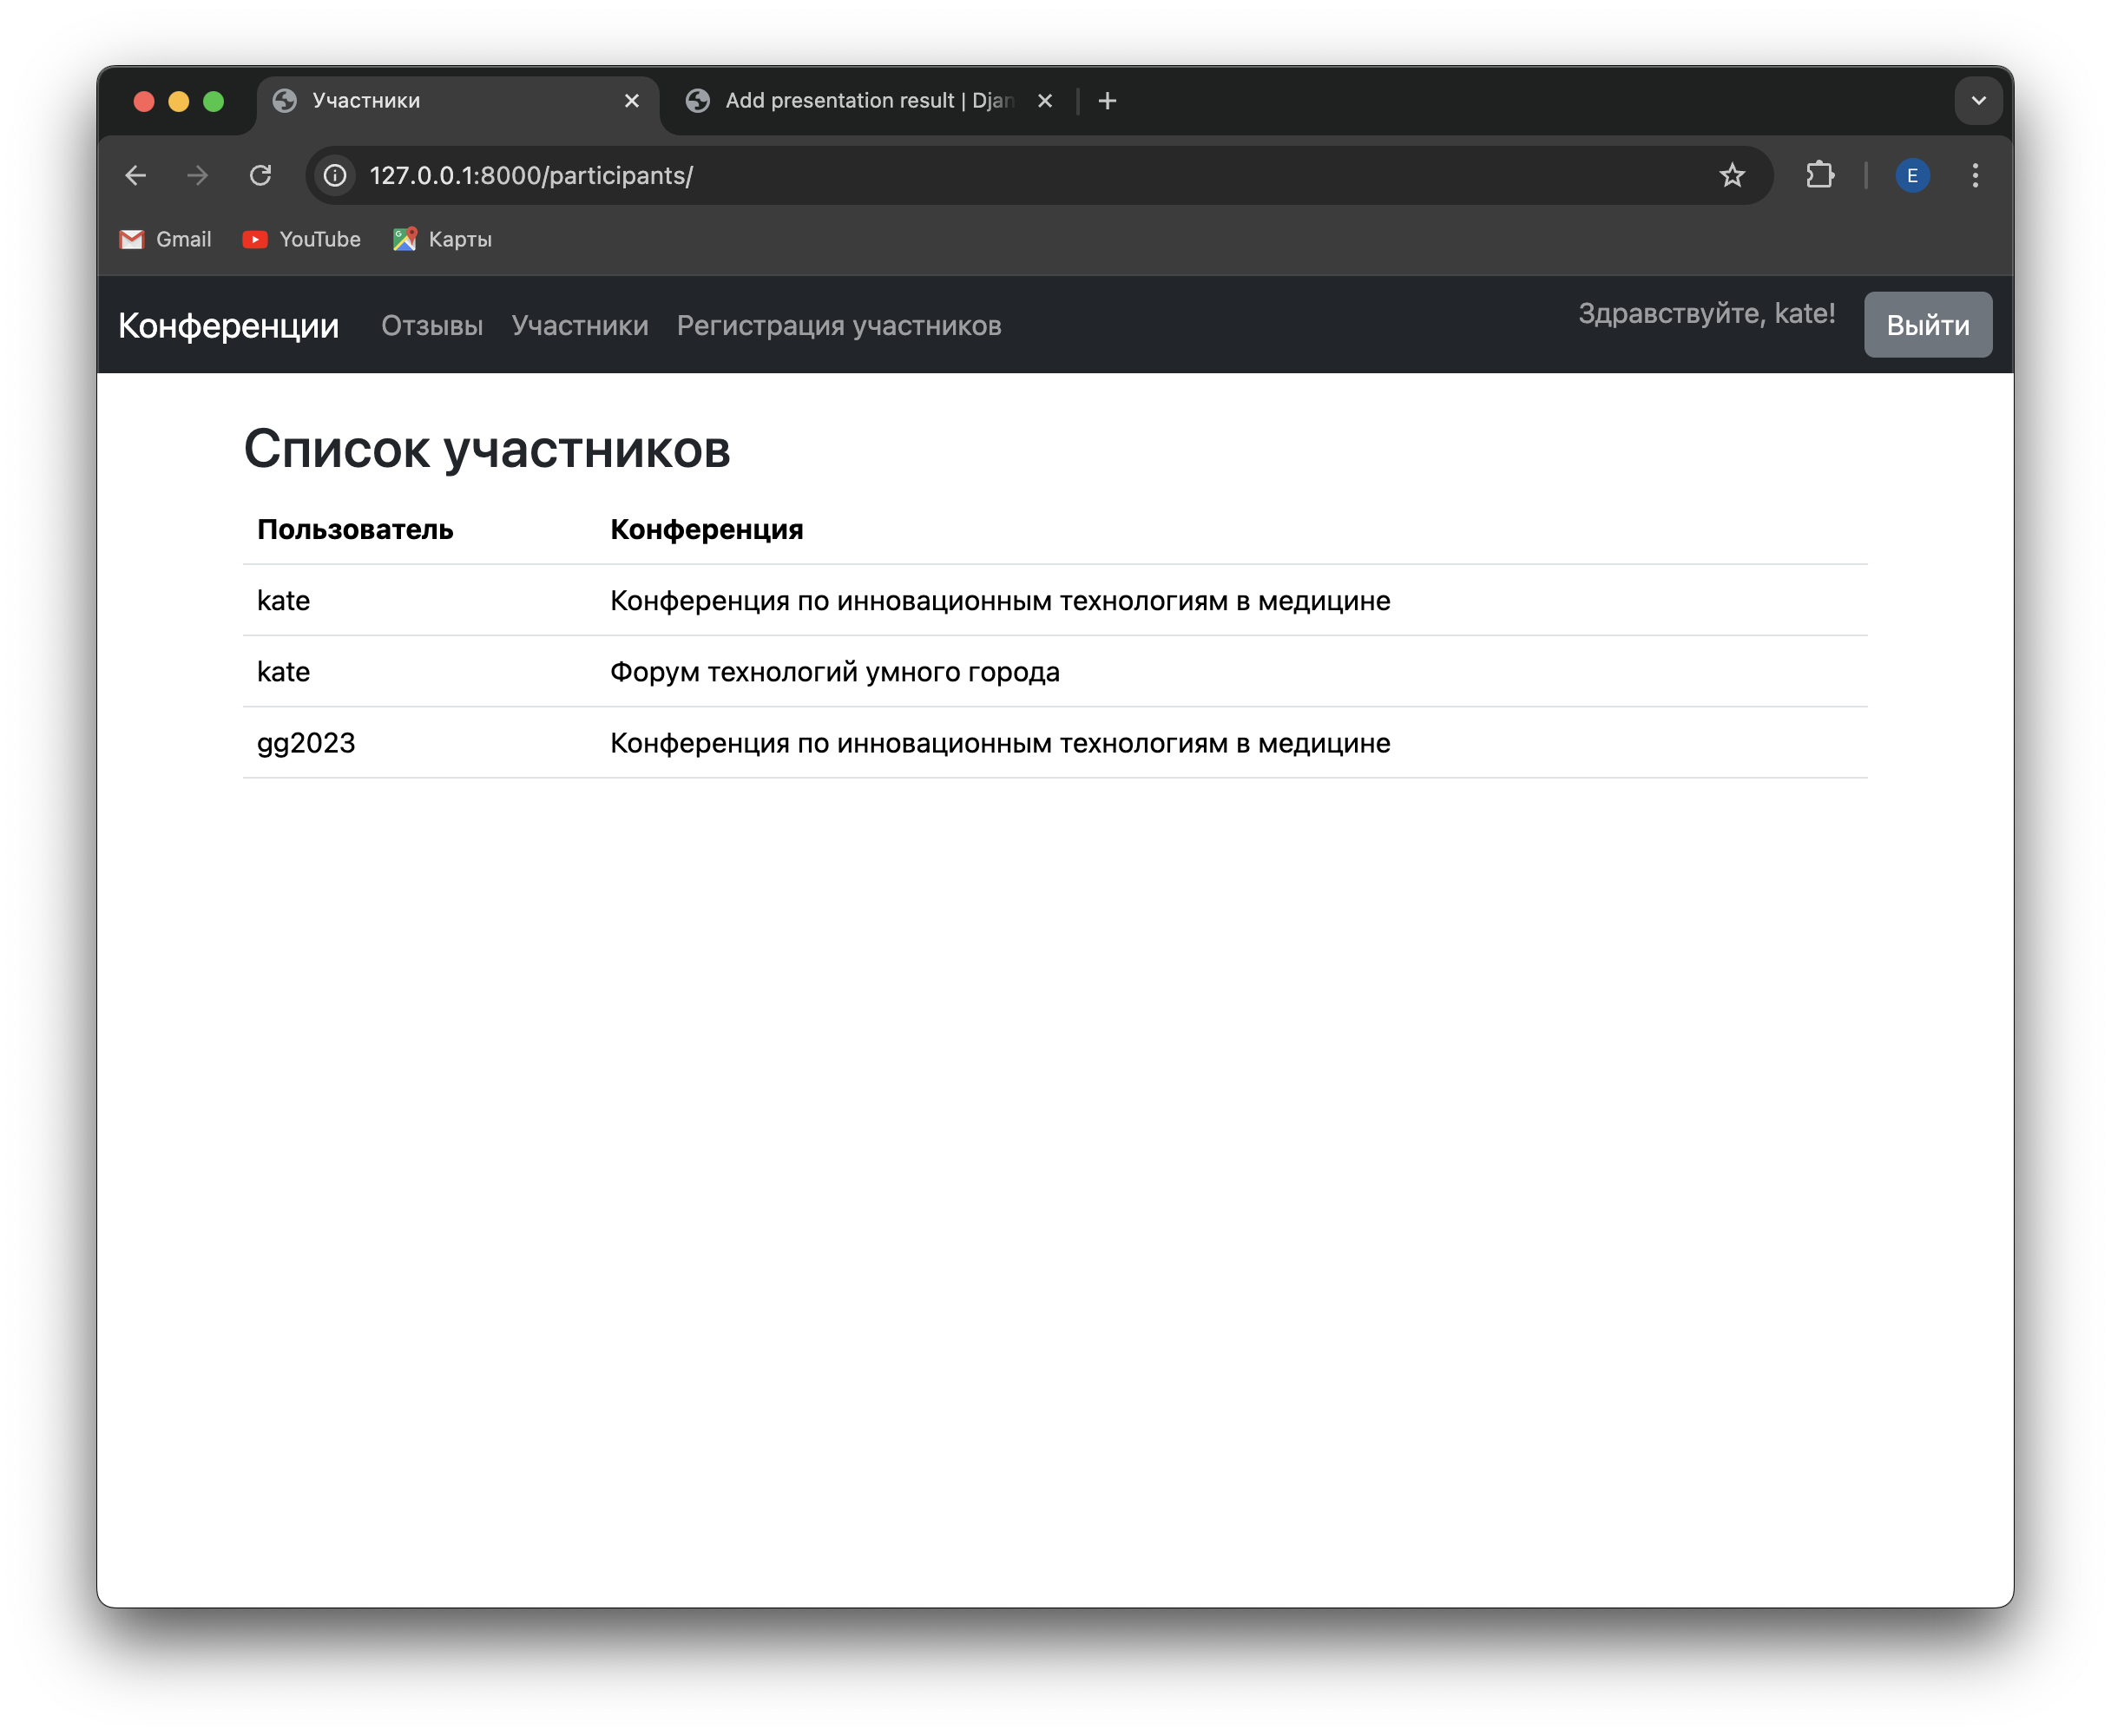 Участники
Add presentation result | Djan
127.0.0.1:8000/participants/
E
Gmail YouTube Карты
Конференции Отзывы Участники Регистрация участников Здравствуйте, kate! Выйти
Список участников
Пользователь Конференция
kate Конференция по инновационным технологиям в медицине
kate Форум технологий умного города
gg2023 Конференция по инновационным технологиям в медицине